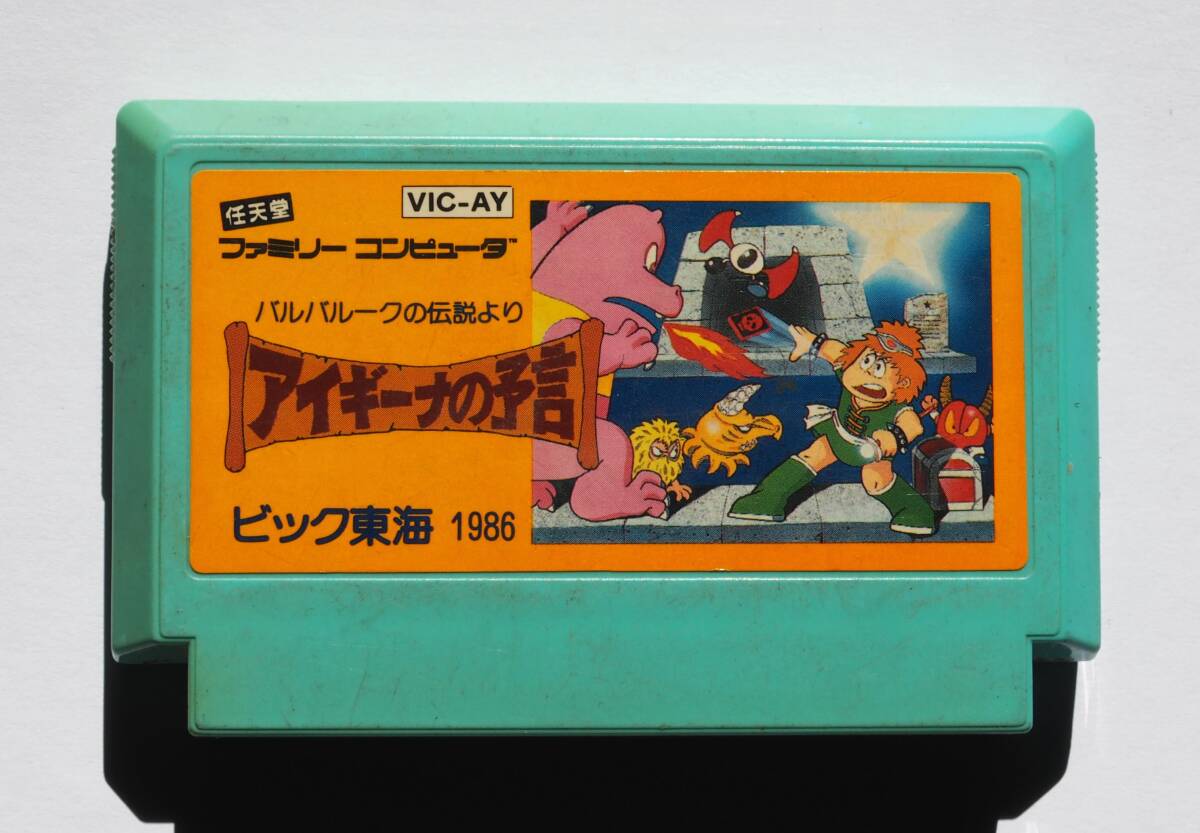 任天堂
VIC-AY
ファミリー コンピュータ™
バルバルークの伝説より
アイギーナの予言
ビック東海 1986